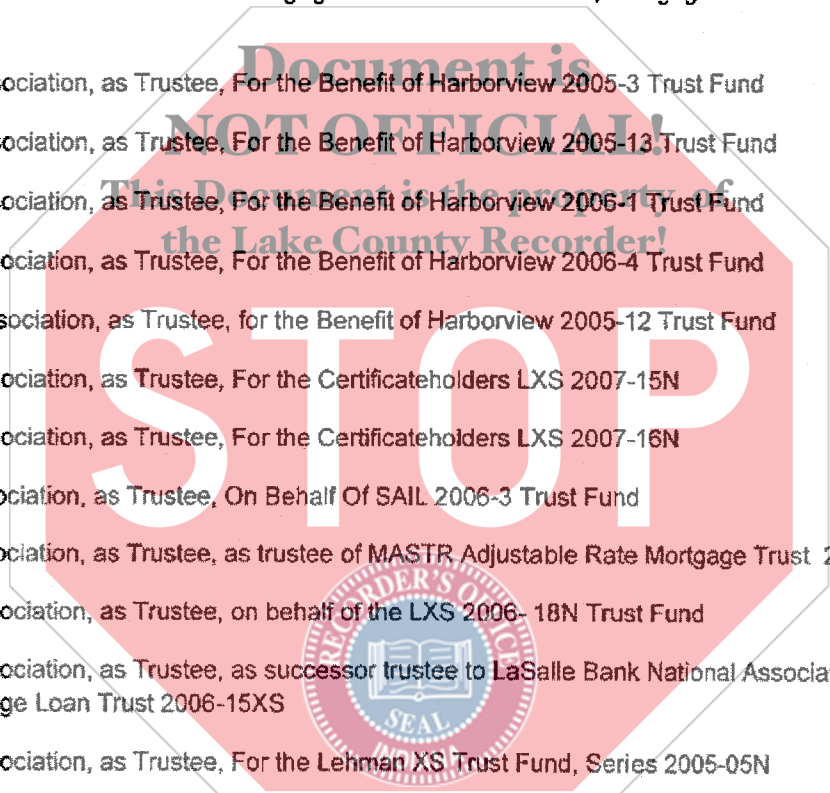 Document is
ociation, as Trustee, For the Benefit of Harborview 2005-3 Trust Fund
NOT OFFICIAL!
ociation, as Trustee, For the Benefit of Harborview 2005-13 Trust Fund
This Document is the property of
ociation, as Trustee, For the Benefit of Harborview 2006-1 Trust Fund
the Lake County Recorder!
ociation, as Trustee, For the Benefit of Harborview 2006-4 Trust Fund
sociation, as Trustee, for the Benefit of Harborview 2005-12 Trust Fund
STOP
ociation, as Trustee, For the Certificateholders LXS 2007-15N
ociation, as Trustee, For the Certificateholders LXS 2007-16N
ociation, as Trustee, On Behalf Of SAIL 2006-3 Trust Fund
ociation, as Trustee, as trustee of MASTR Adjustable Rate Mortgage Trust 2
RECORDER'S OFFICE
ociation, as Trustee, on behalf of the LXS 2006- 18N Trust Fund
ociation, as Trustee, as successor trustee to LaSalle Bank National Associa
ge Loan Trust 2006-15XS
SEAL
INDIANA
ociation, as Trustee, For the Lehman XS Trust Fund, Series 2005-05N